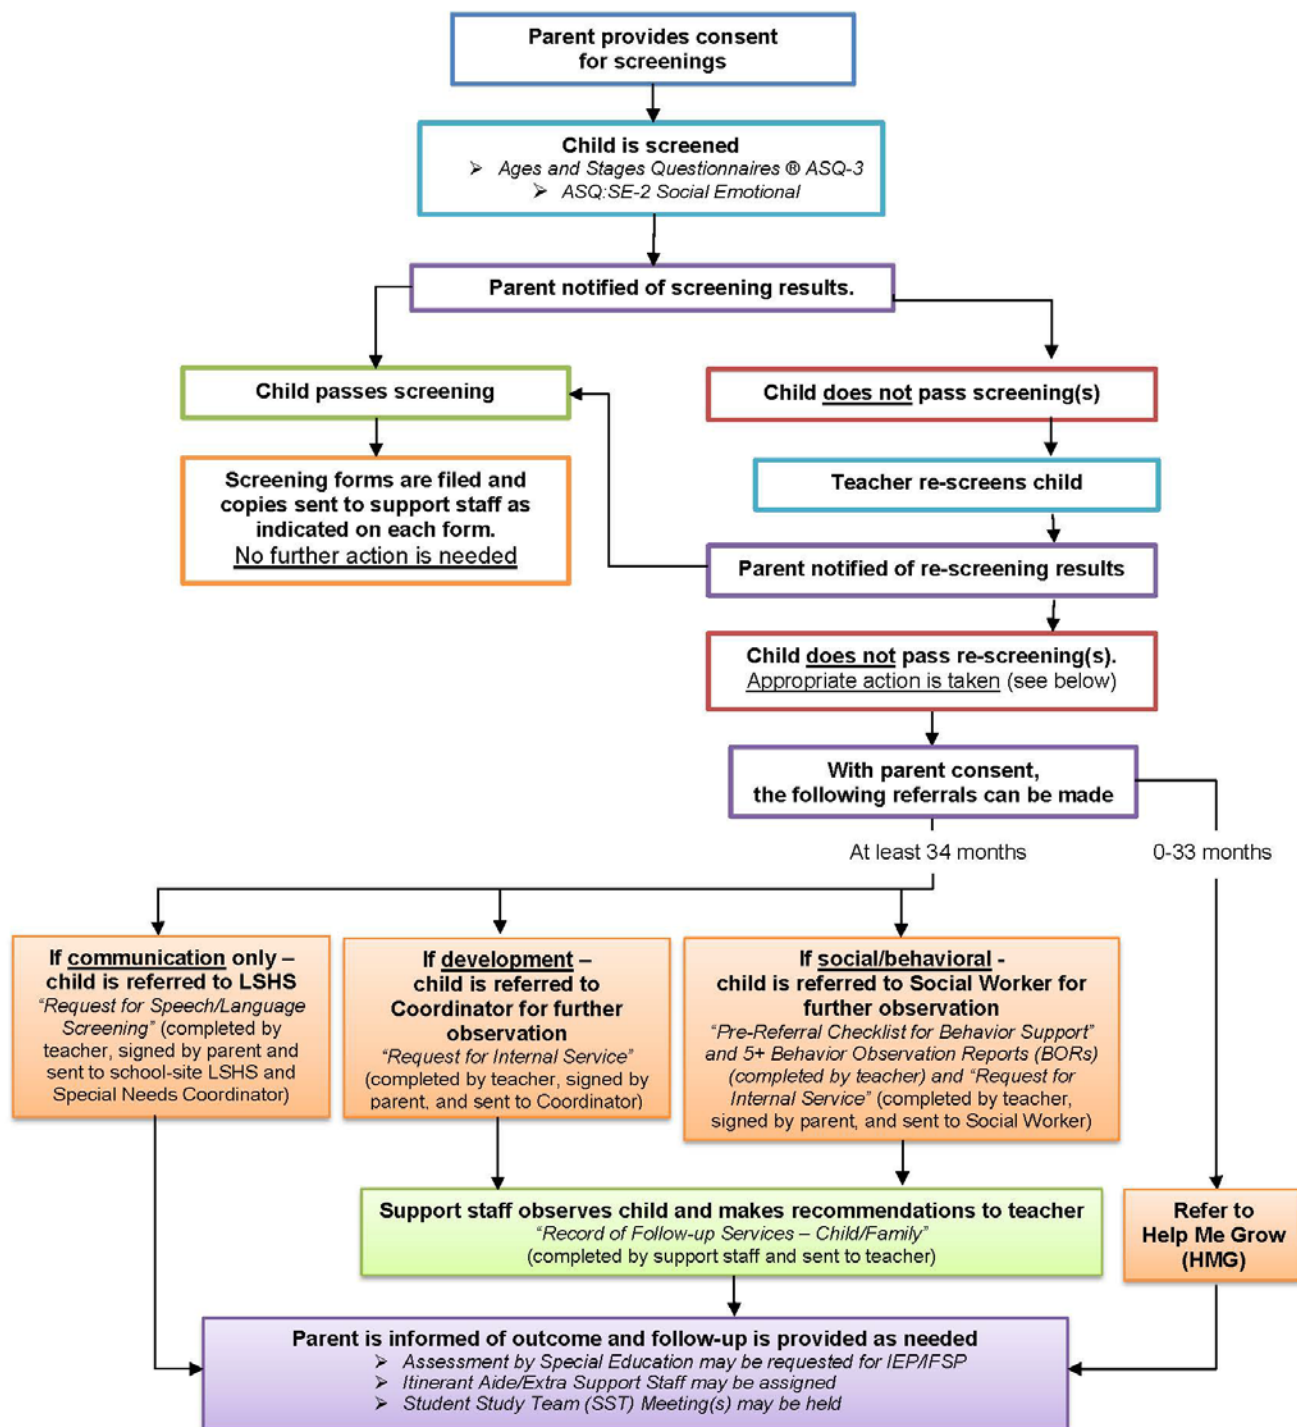 Parent provides consent
for screenings
Child is screened
➢ Ages and Stages Questionnaires ® ASQ-3
➢ ASQ:SE-2 Social Emotional
Parent notified of screening results.
Child passes screening
Child does not pass screening(s)
Screening forms are filed and
copies sent to support staff as
indicated on each form.
No further action is needed
Teacher re-screens child
Parent notified of re-screening results
Child does not pass re-screening(s).
Appropriate action is taken (see below)
With parent consent,
the following referrals can be made
At least 34 months
0-33 months
If communication only –
child is referred to LSHS
“Request for Speech/Language
Screening” (completed by
teacher, signed by parent and
sent to school-site LSHS and
Special Needs Coordinator)
If development –
child is referred to
Coordinator for further
observation
“Request for Internal Service”
(completed by teacher, signed by
parent, and sent to Coordinator)
If social/behavioral -
child is referred to Social Worker for
further observation
“Pre-Referral Checklist for Behavior Support”
and 5+ Behavior Observation Reports (BORs)
(completed by teacher) and “Request for
Internal Service” (completed by teacher,
signed by parent, and sent to Social Worker)
Support staff observes child and makes recommendations to teacher
“Record of Follow-up Services – Child/Family”
(completed by support staff and sent to teacher)
Refer to
Help Me Grow
(HMG)
Parent is informed of outcome and follow-up is provided as needed
➢ Assessment by Special Education may be requested for IEP/IFSP
➢ Itinerant Aide/Extra Support Staff may be assigned
➢ Student Study Team (SST) Meeting(s) may be held